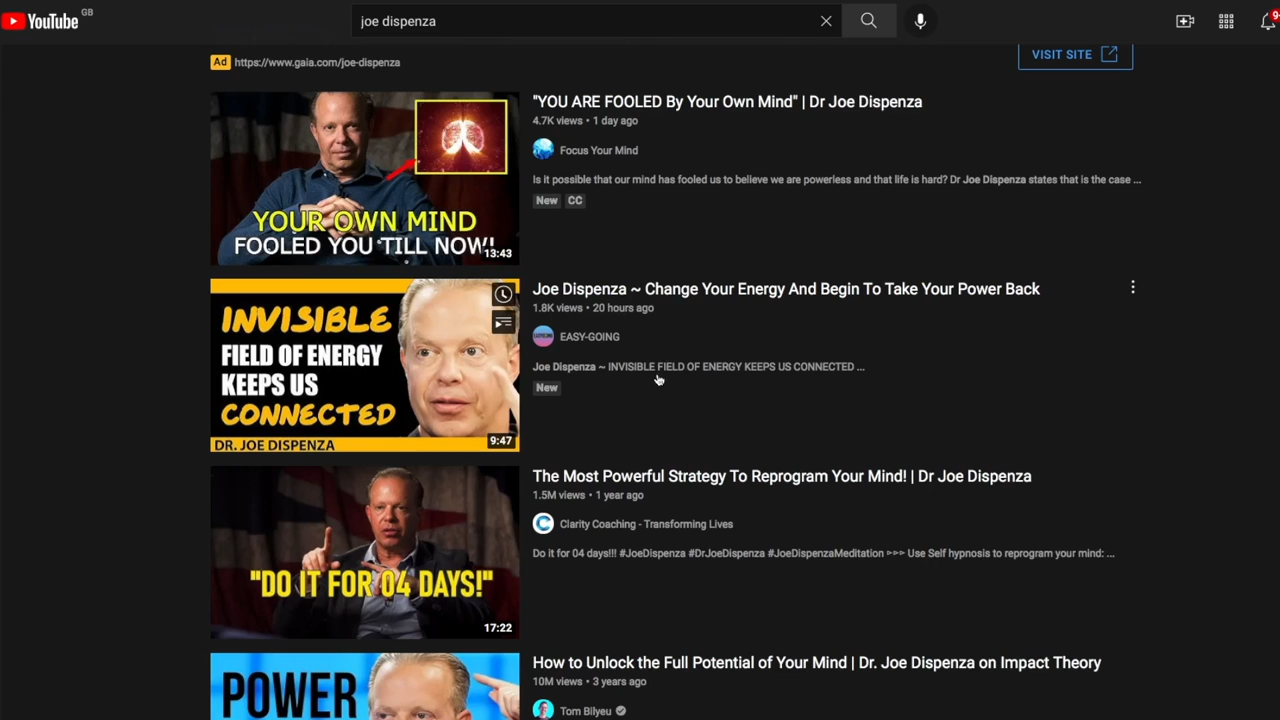 YouTube GB
joe dispenza
9
Ad https://www.gaia.com/joe-dispenza
VISIT SITE
YOUR OWN MIND
FOOLED YOU TILL NOW!
13:43
"YOU ARE FOOLED By Your Own Mind" | Dr Joe Dispenza
4.7K views • 1 day ago
Focus Your Mind
Is it possible that our mind has fooled us to believe we are powerless and that life is hard? Dr Joe Dispenza states that is the case ...
New CC
INVISIBLE
FIELD OF ENERGY
KEEPS US
CONNECTED
DR. JOE DISPENZA
9:47
Joe Dispenza ~ Change Your Energy And Begin To Take Your Power Back
1.8K views • 20 hours ago
EASY-GOING
Joe Dispenza ~ INVISIBLE FIELD OF ENERGY KEEPS US CONNECTED ...
New
"DO IT FOR 04 DAYS!"
17:22
The Most Powerful Strategy To Reprogram Your Mind! | Dr Joe Dispenza
1.5M views • 1 year ago
Clarity Coaching - Transforming Lives
Do it for 04 days!!! #JoeDispenza #DrJoeDispenza #JoeDispenzaMeditation ▻▻▻ Use Self hypnosis to reprogram your mind: ...
POWER
How to Unlock the Full Potential of Your Mind | Dr. Joe Dispenza on Impact Theory
10M views • 3 years ago
Tom Bilyeu